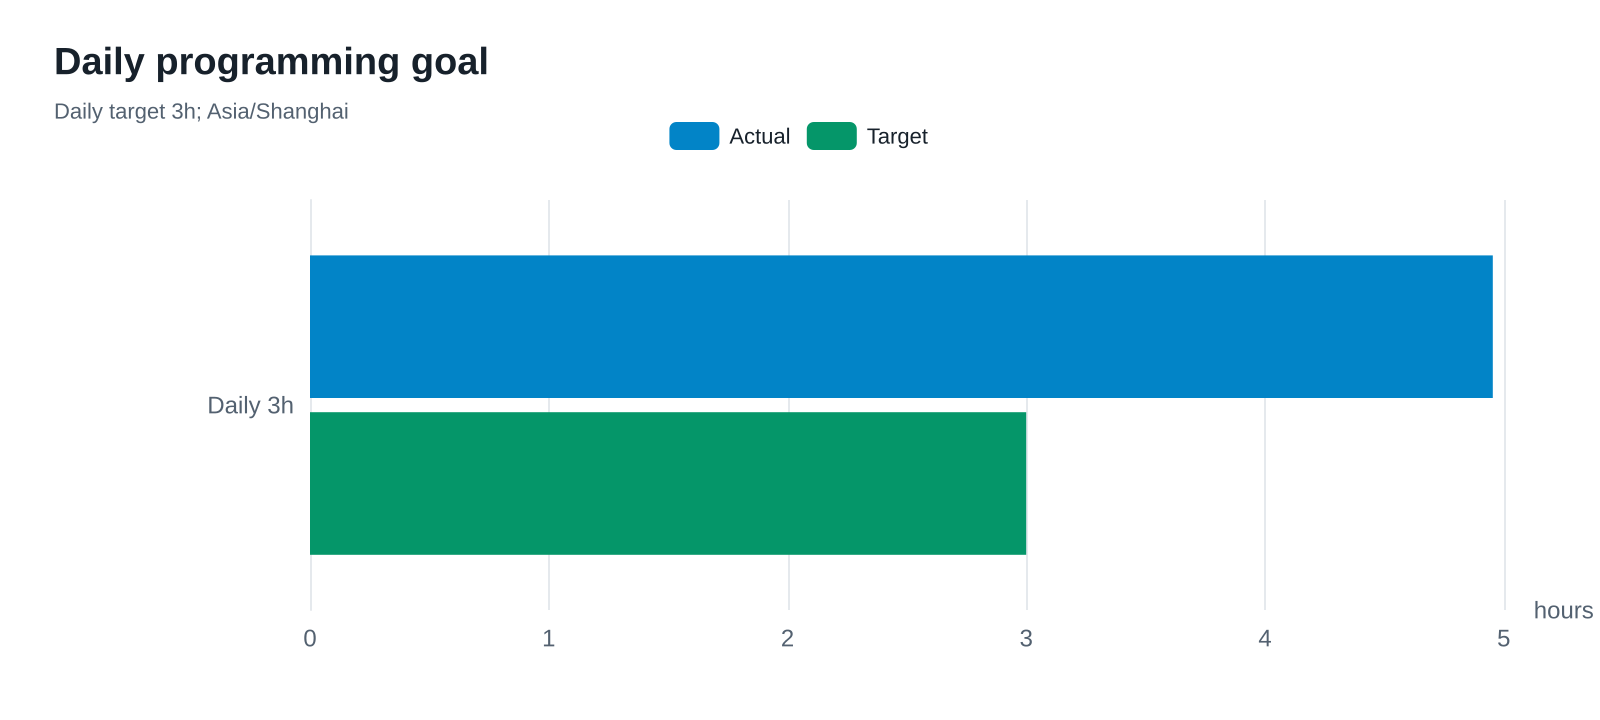 Daily programming goal
Daily target 3h; Asia/Shanghai
Actual Target
Daily 3h
hours
0 1 2 3 4 5